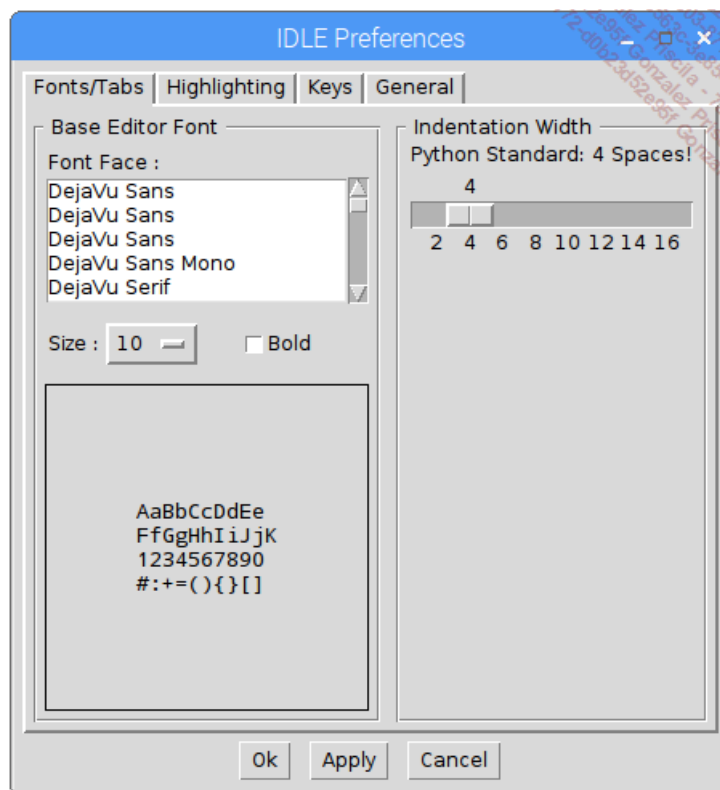 IDLE Preferences
Fonts/Tabs Highlighting Keys General
Base Editor Font
Font Face :
DejaVu Sans
DejaVu Sans
DejaVu Sans
DejaVu Sans Mono
DejaVu Serif
Size : 10 Bold
AaBbCcDdEe
FfGgHhIiJjK
1234567890
#:+=(){}[]
Indentation Width
Python Standard: 4 Spaces!
4
2 4 6 8 10 12 14 16
Ok Apply Cancel